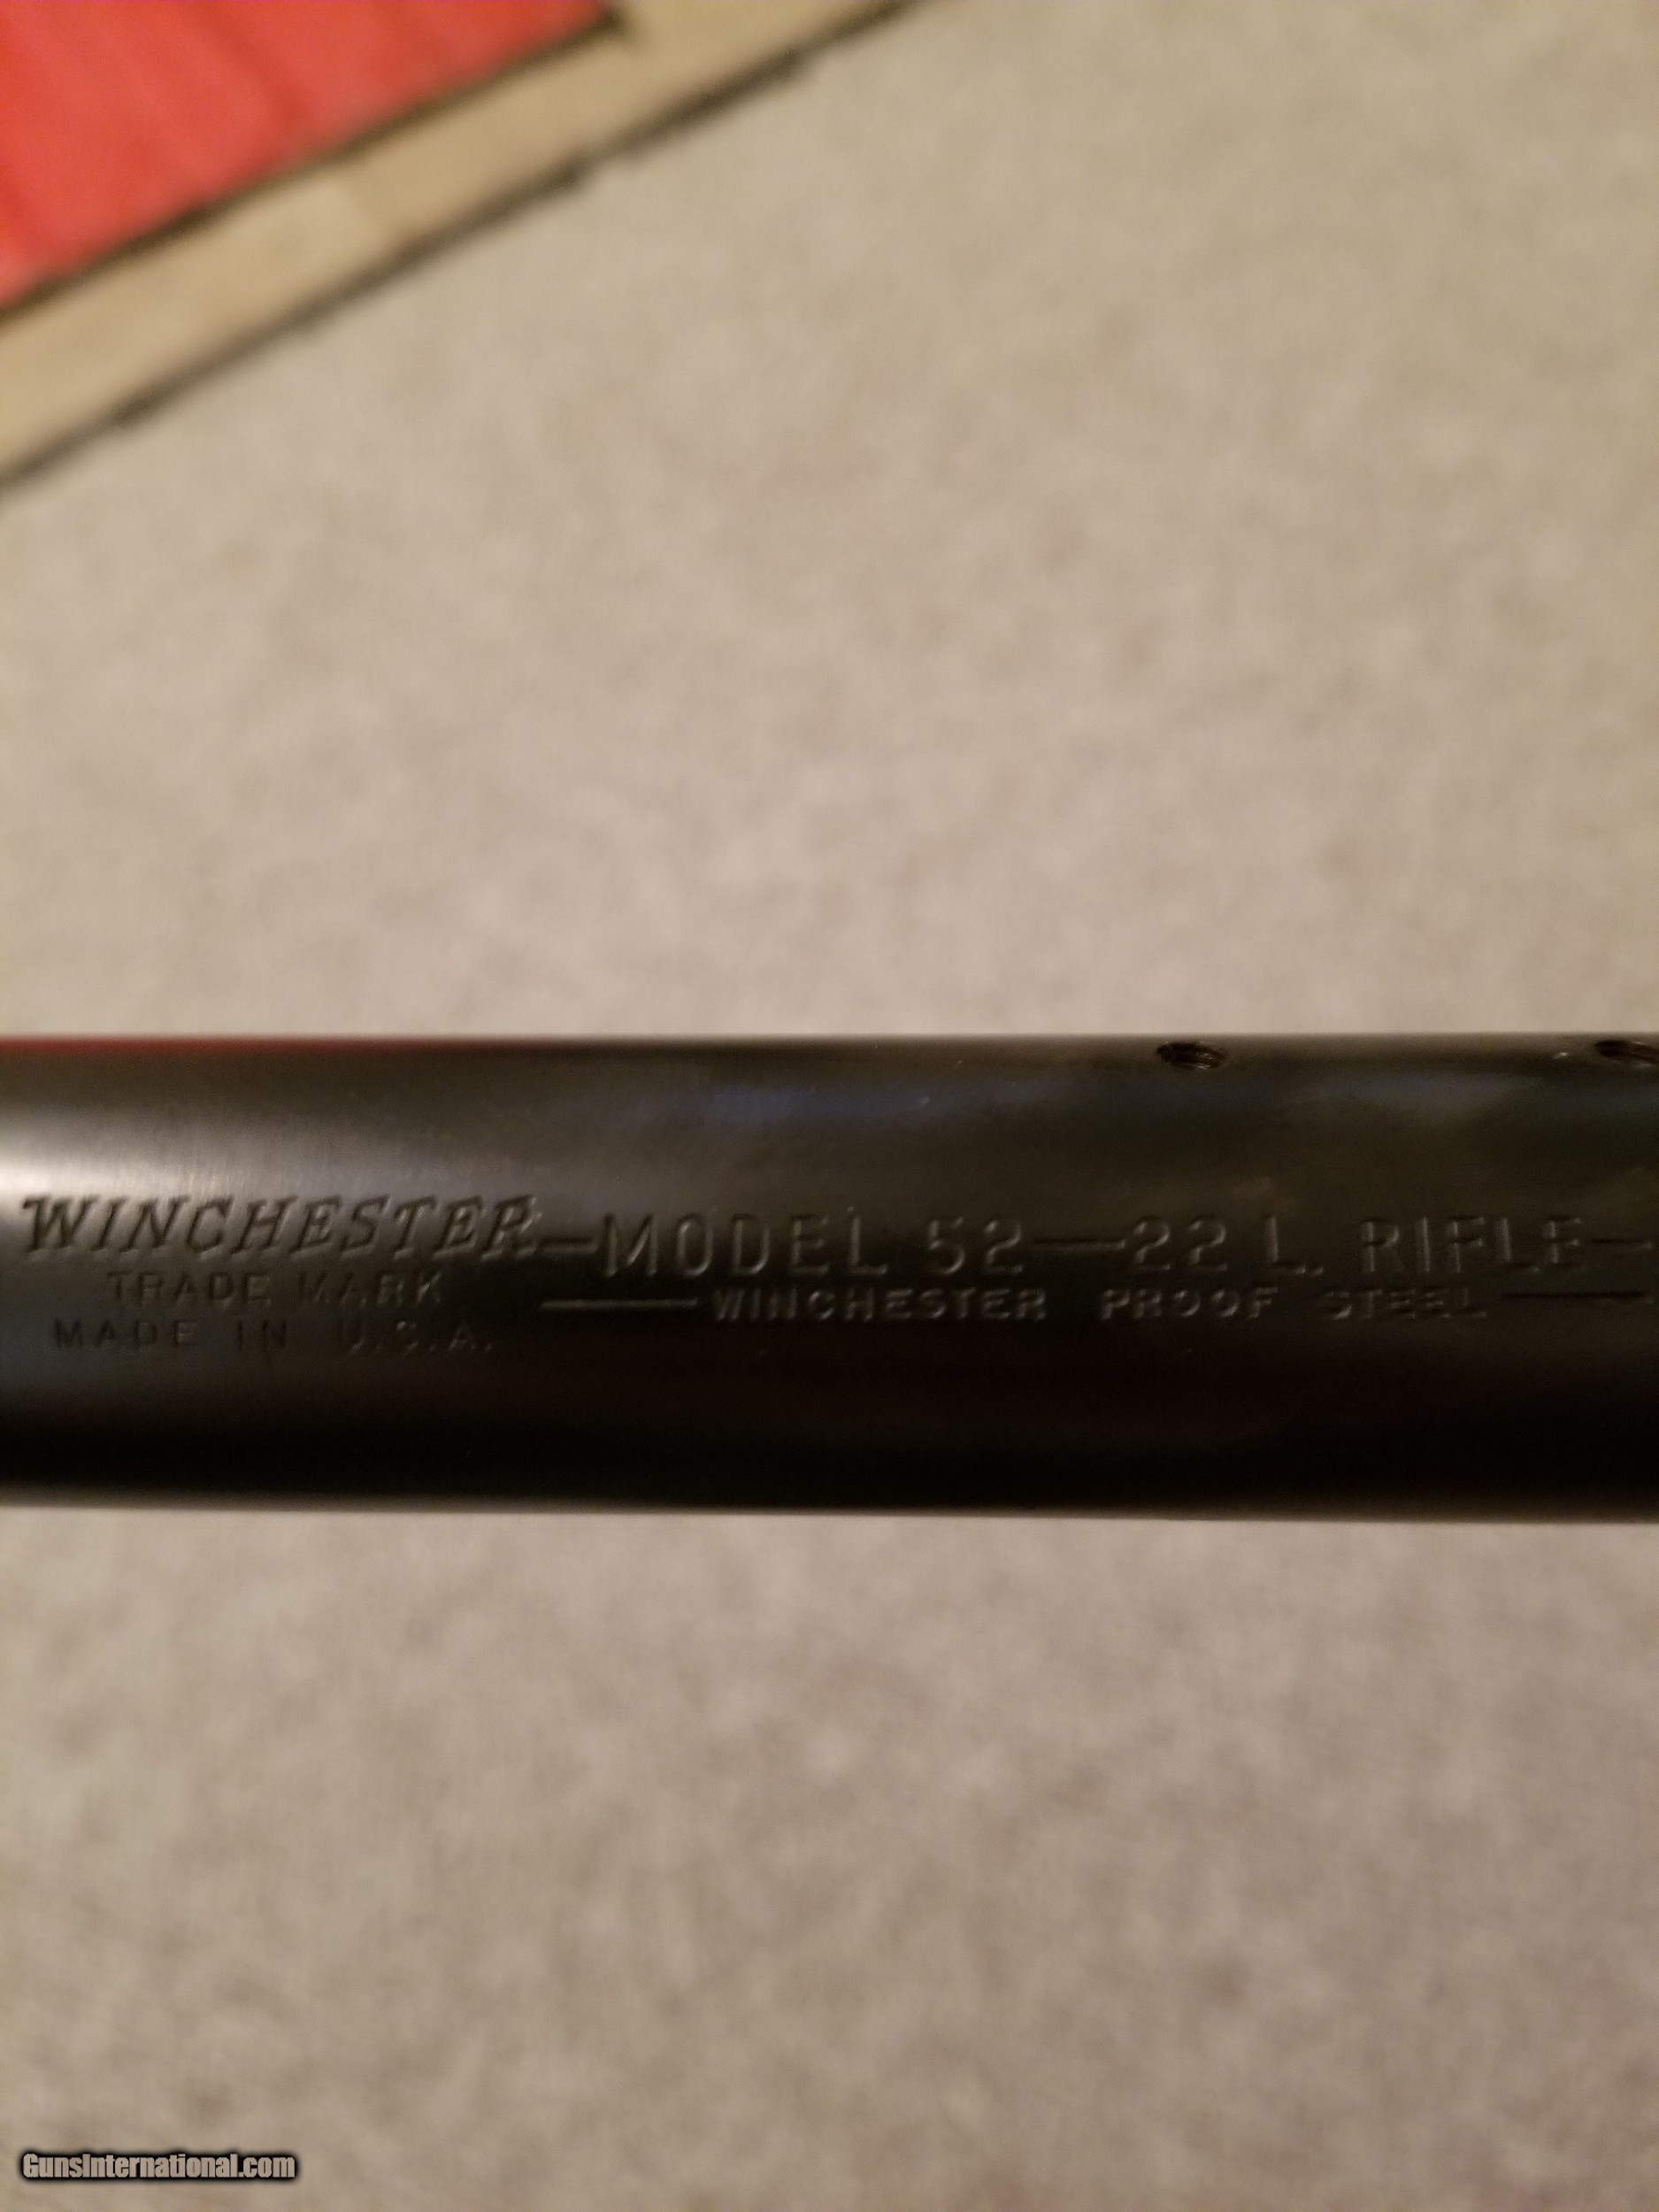 WINCHESTER—MODEL 52—22 L. RIFLE—
TRADE MARK
—WINCHESTER PROOF STEEL—
MADE IN U.S.A.
GunsInternational.com